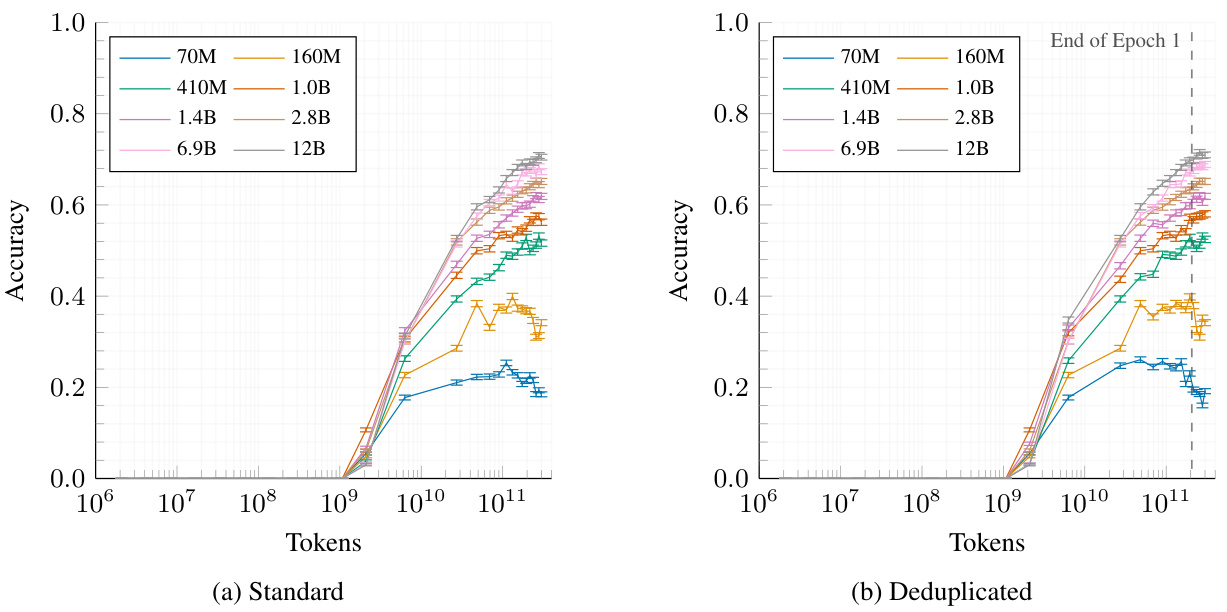 1.0
0.8
0.6
0.4
0.2
0.0
Accuracy
70M 160M
410M 1.0B
1.4B 2.8B
6.9B 12B
10^6 10^7 10^8 10^9 10^10 10^11
Tokens
(a) Standard
1.0
0.8
0.6
0.4
0.2
0.0
Accuracy
End of Epoch 1
70M 160M
410M 1.0B
1.4B 2.8B
6.9B 12B
10^6 10^7 10^8 10^9 10^10 10^11
Tokens
(b) Deduplicated